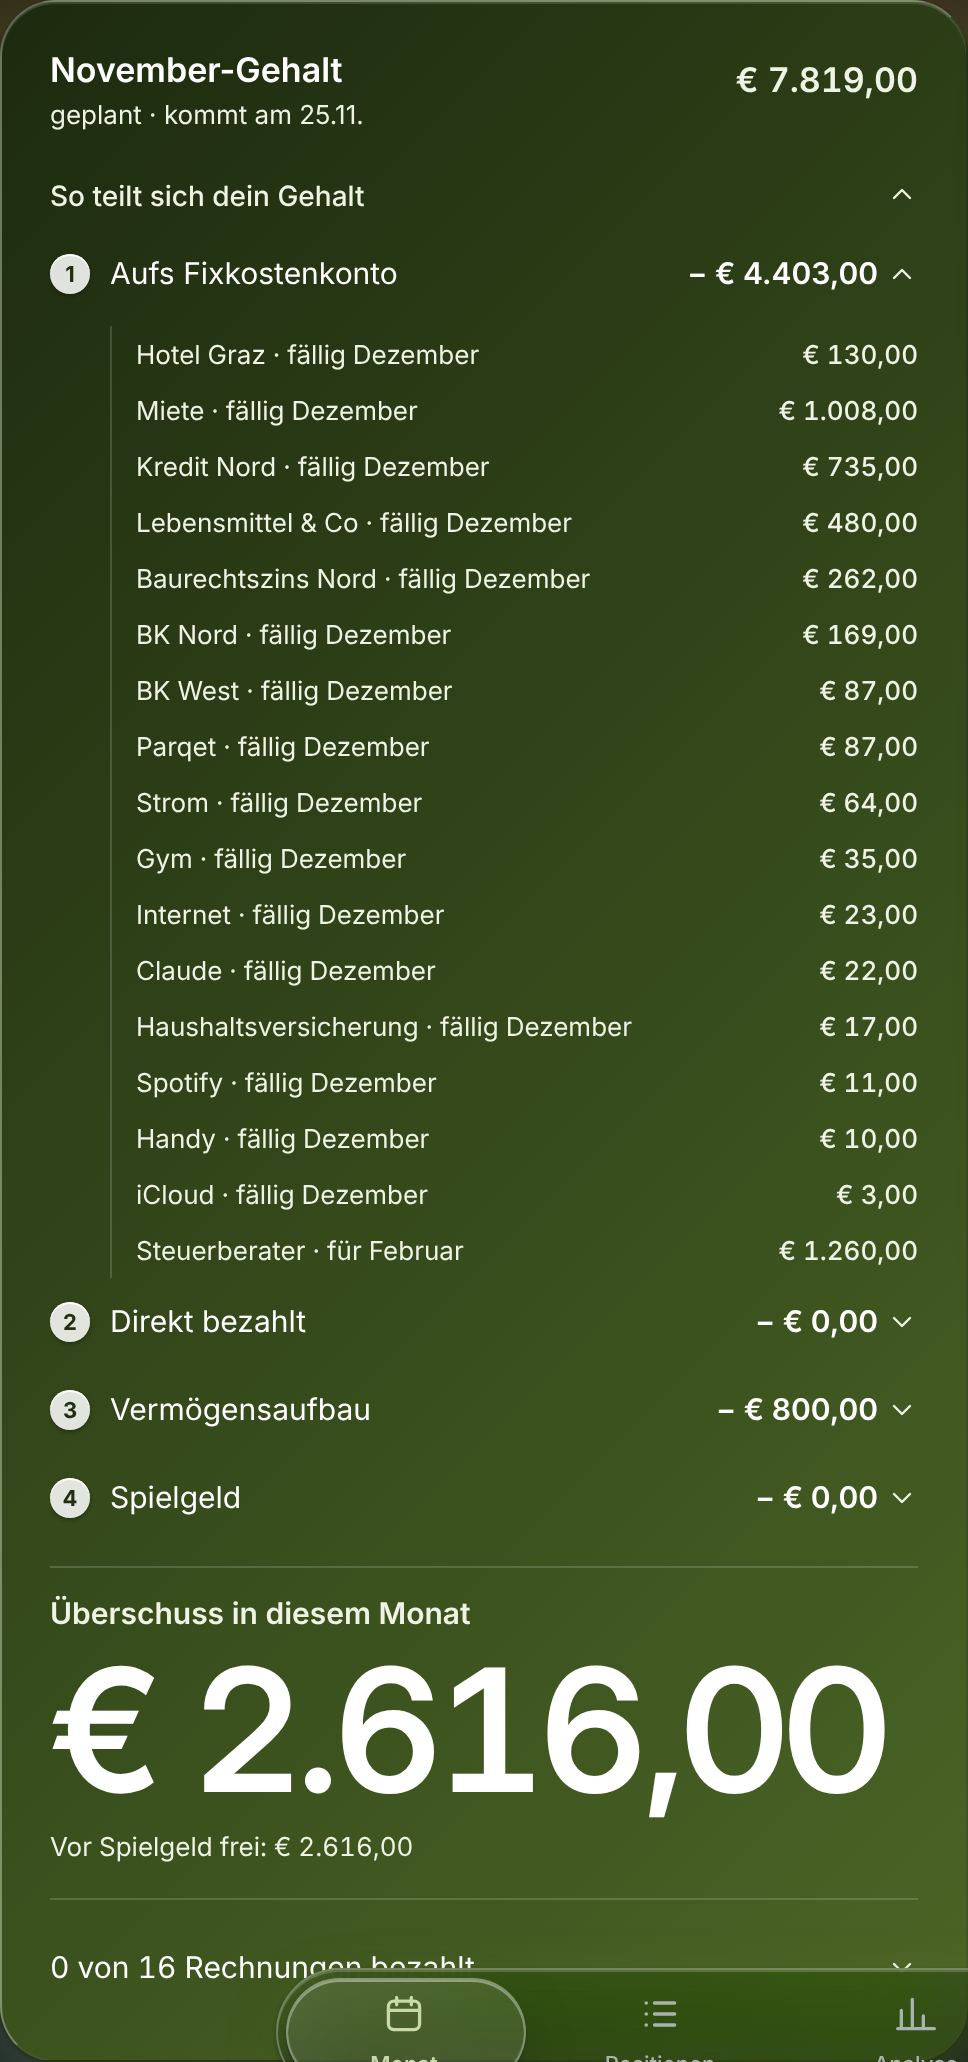 November-Gehalt
€ 7.819,00
geplant · kommt am 25.11.
So teilt sich dein Gehalt
1 Aufs Fixkostenkonto – € 4.403,00
Hotel Graz · fällig Dezember € 130,00
Miete · fällig Dezember € 1.008,00
Kredit Nord · fällig Dezember € 735,00
Lebensmittel & Co · fällig Dezember € 480,00
Baurechtszins Nord · fällig Dezember € 262,00
BK Nord · fällig Dezember € 169,00
BK West · fällig Dezember € 87,00
Parqet · fällig Dezember € 87,00
Strom · fällig Dezember € 64,00
Gym · fällig Dezember € 35,00
Internet · fällig Dezember € 23,00
Claude · fällig Dezember € 22,00
Haushaltsversicherung · fällig Dezember € 17,00
Spotify · fällig Dezember € 11,00
Handy · fällig Dezember € 10,00
iCloud · fällig Dezember € 3,00
Steuerberater · für Februar € 1.260,00
2 Direkt bezahlt – € 0,00
3 Vermögensaufbau – € 800,00
4 Spielgeld – € 0,00
Überschuss in diesem Monat
€ 2.616,00
Vor Spielgeld frei: € 2.616,00
0 von 16 Rechnungen bezahlt
Monat Positionen